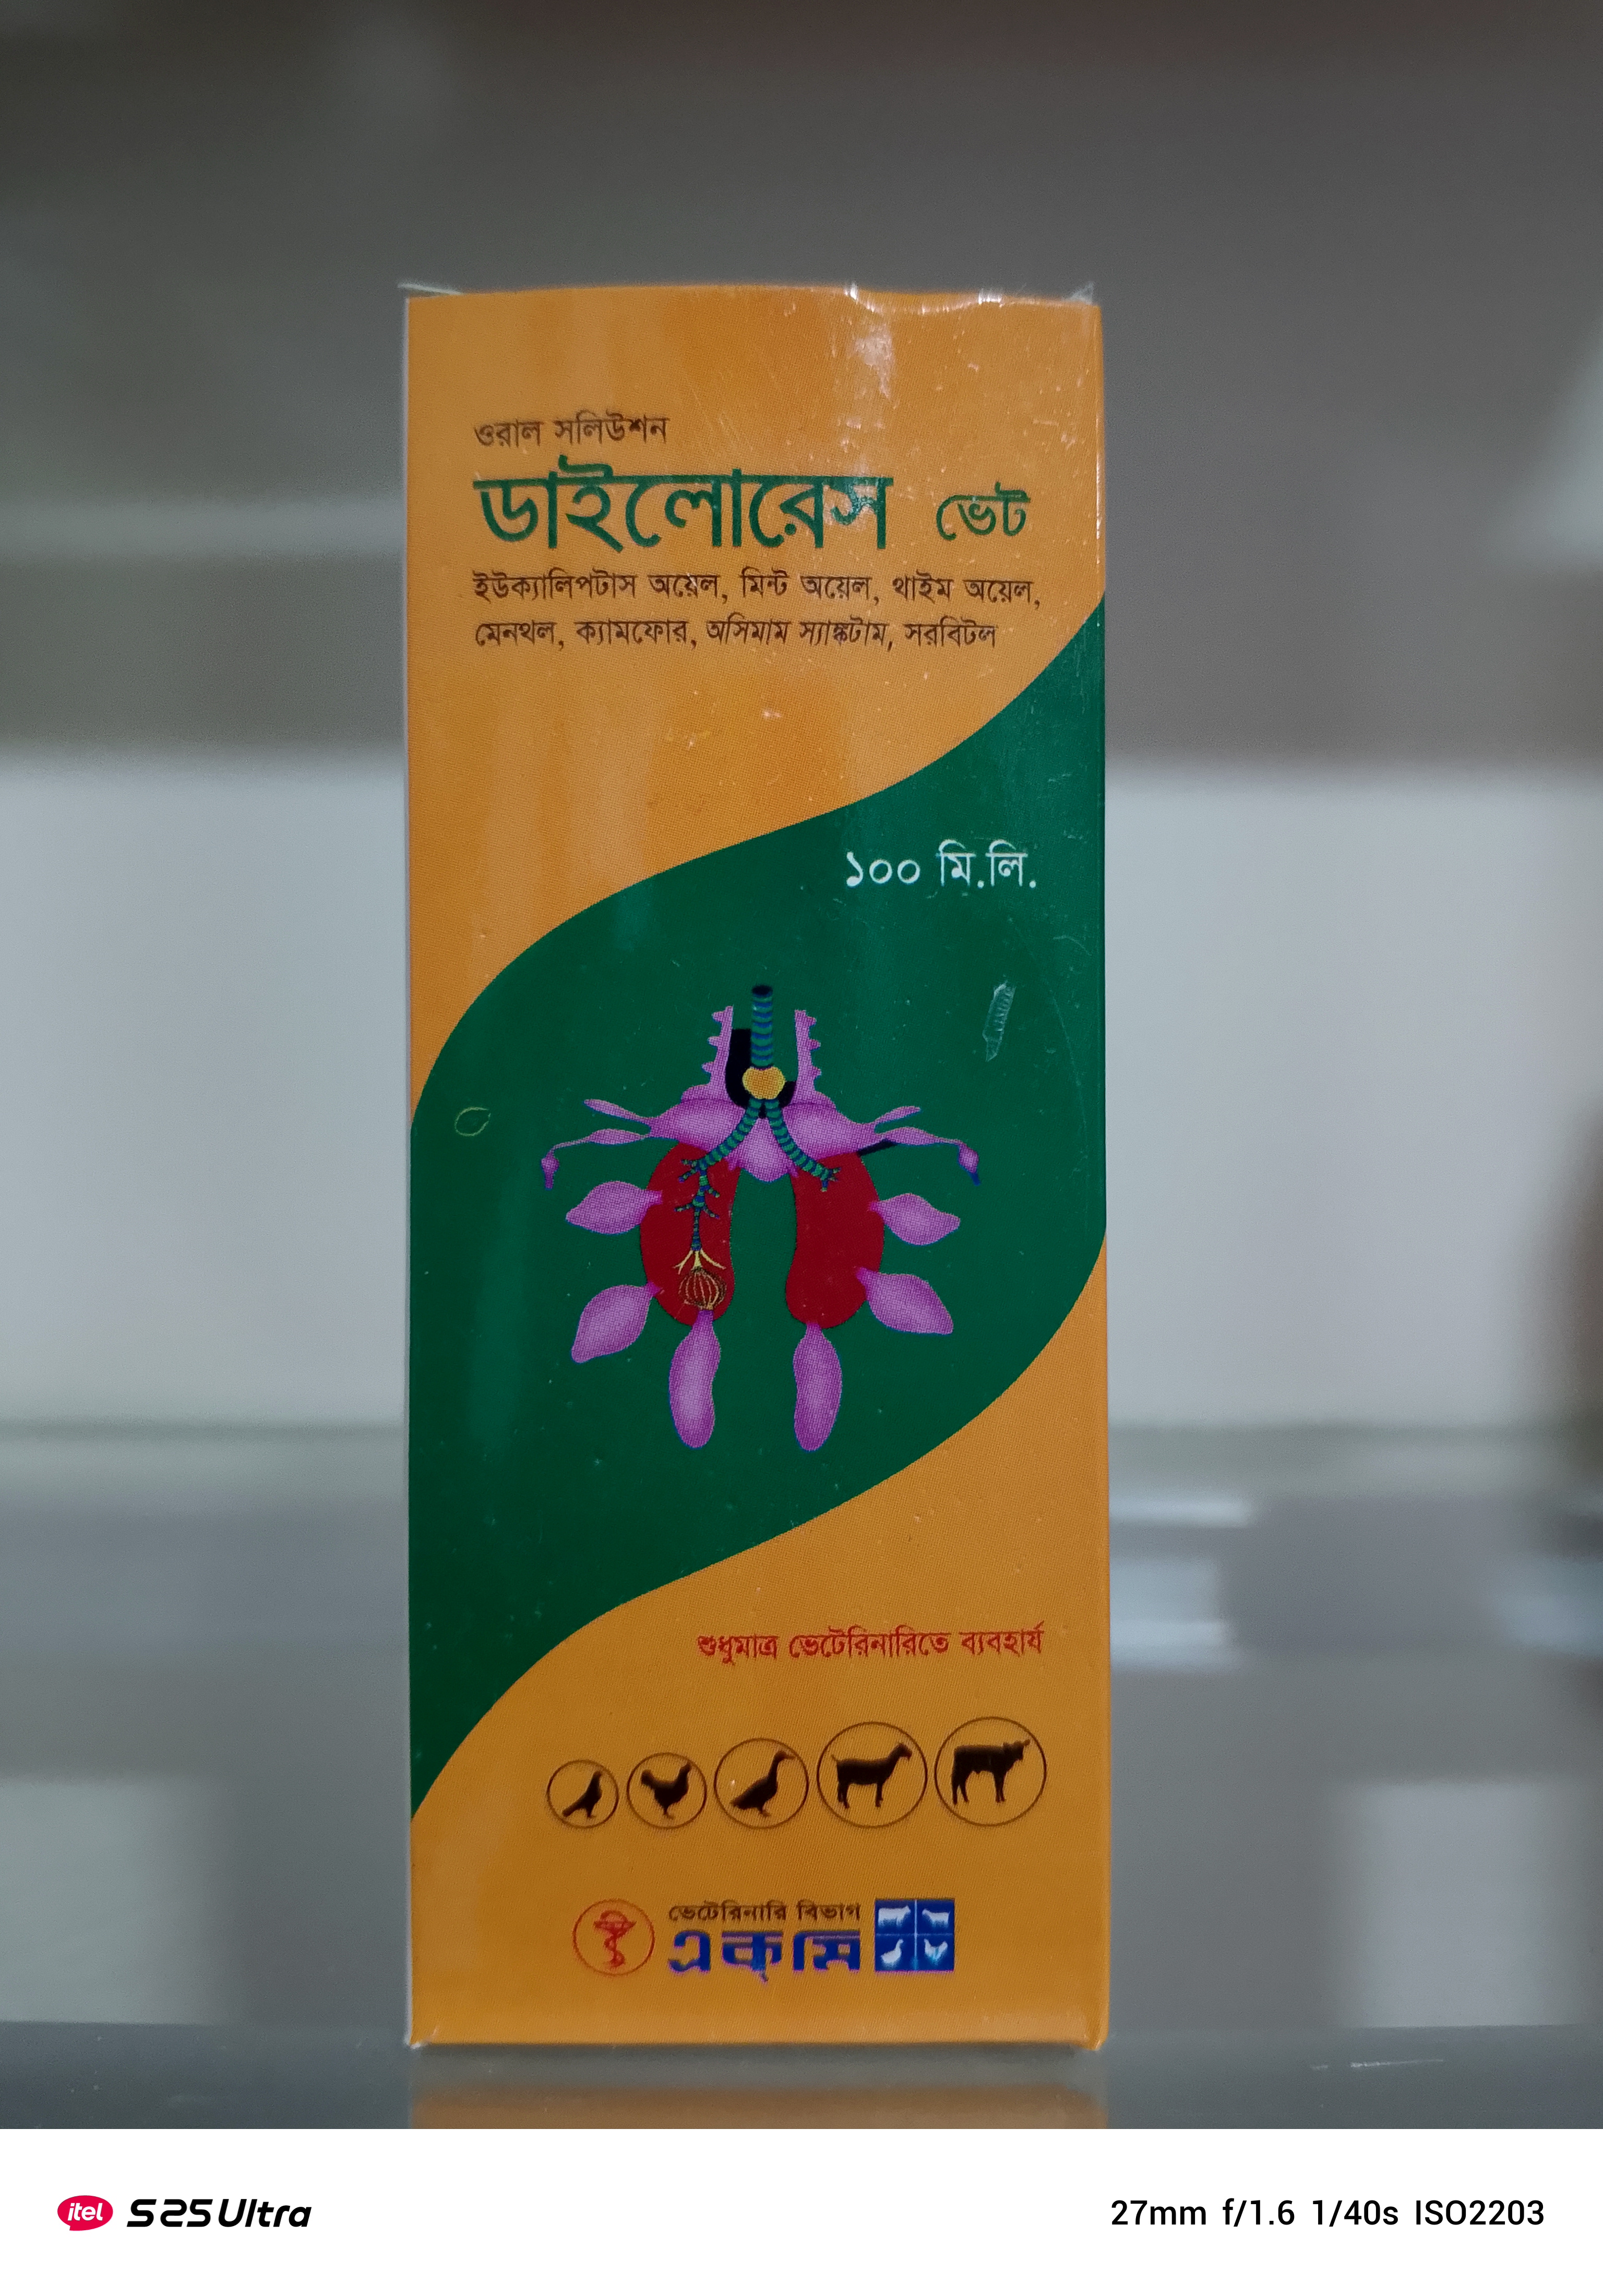 ওরাল সলিউশন
ডাইলোরেস ভেট
ইউক্যালিপটাস অয়েল, মিন্ট অয়েল, থাইম অয়েল,
মেনথল, ক্যামফোর, অসিমাম স্যাঙ্কটাম, সরবিটল
১০০ মি.লি.
শুধুমাত্র ভেটেরিনারিতে ব্যবহার্য
ভেটেরিনারি বিভাগ
একমি
itel S25 Ultra
27mm f/1.6 1/40s ISO2203